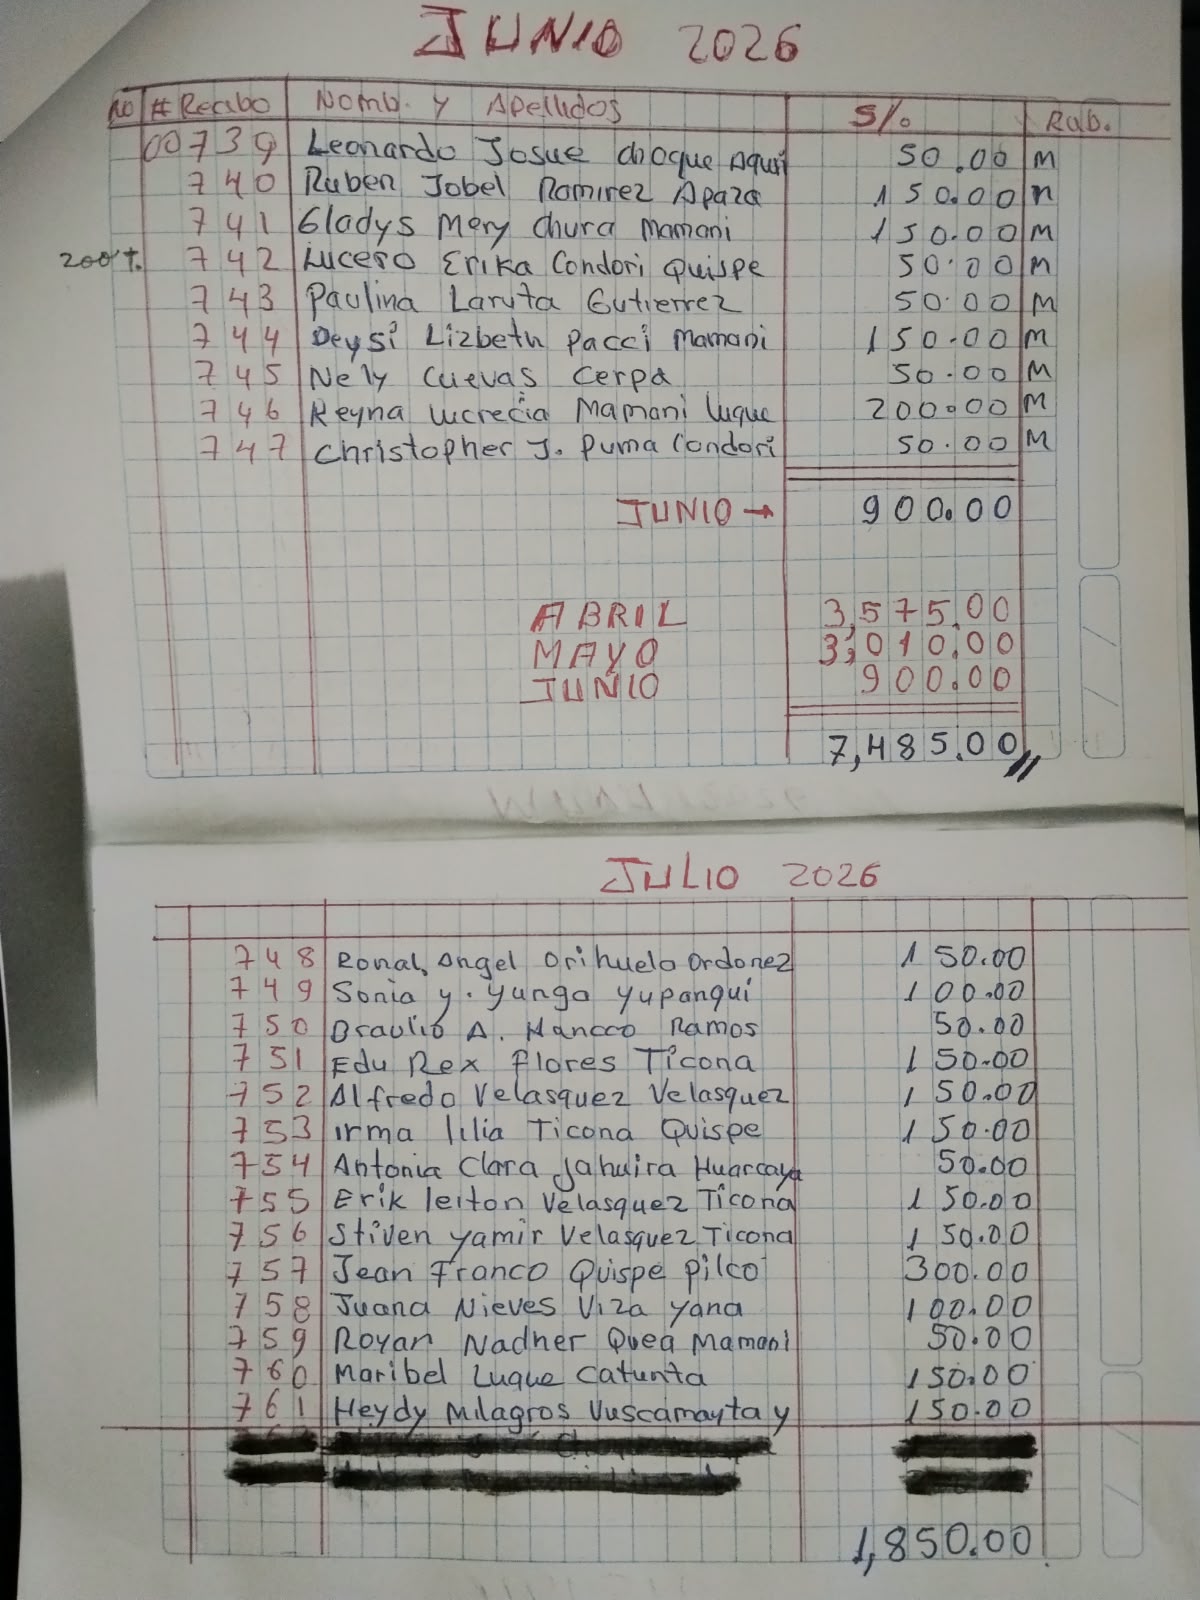 JUNIO 2026
No # Recibo Nomb. y Apellidos S/. Rub.
00739 Leonardo Josue choque Aqui 50.00 M
740 Ruben Jobel Ramirez Apaza 150.00 M
741 Gladys Mery Chura Mamani 150.00 M
742 Lucero Erika Condori Quispe 50.00 M
743 Paulina Laruta Gutierrez 50.00 M
744 Deysi Lizbeth Pacci Mamani 150.00 M
745 Nely Cuevas Cerpa 50.00 M
746 Reyna Lucrecia Mamani Luque 200.00 M
747 Christopher J. Puma Condori 50.00 M
JUNIO → 900.00
ABRIL 3,575.00
MAYO 3,010.00
JUNIO 900.00
7,485.00
JULIO 2026
748 Ronal Angel Orihuela Ordonez 150.00
749 Sonia y. Yunga Yupanqui 100.00
750 Braulio A. Hancco Ramos 50.00
751 Edu Rex Flores Ticona 150.00
752 Alfredo Velasquez Velasquez 150.00
753 Irma lilia Ticona Quispe 150.00
754 Antonia Clara Jahuira Huarcaya 50.00
755 Erik leiton Velasquez Ticona 150.00
756 Stiven yamir Velasquez Ticona 150.00
757 Jean Franco Quispe Pilco 300.00
758 Juana Nieves Viza yana 100.00
759 Royan Nadher Quea Mamani 50.00
760 Maribel Luque Catunta 150.00
761 Heydy Milagros Vuscamayta y 150.00
1,850.00